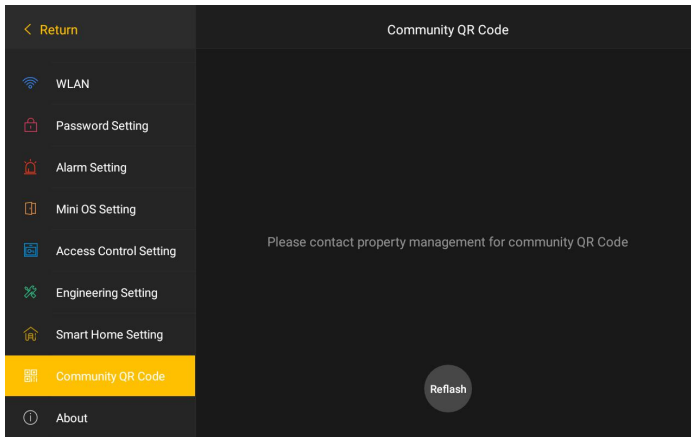 Return
Community QR Code
WLAN
Password Setting
Alarm Setting
Mini OS Setting
Access Control Setting
Please contact property management for community QR Code
Engineering Setting
Smart Home Setting
Community QR Code
Reflash
About